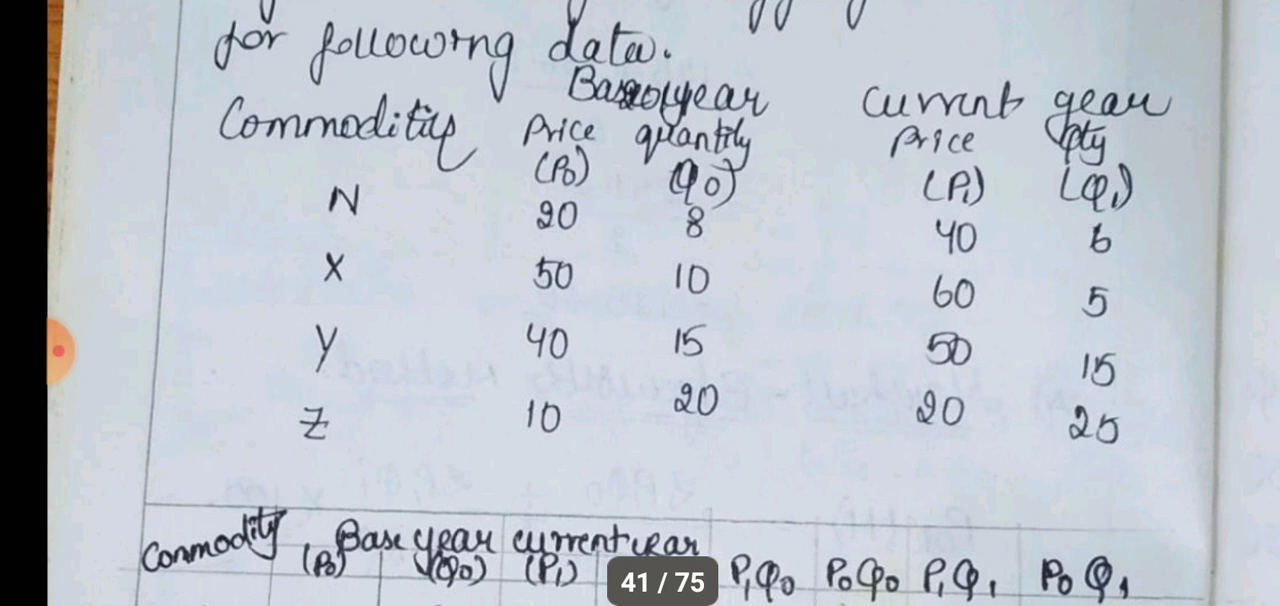 for following data.
Base year current year
Commodities Price quantity Price qty
(P0) (q0) (P1) (Q1)
N 20 8 40 6
X 50 10 60 5
Y 40 15 50 15
Z 10 20 20 25
Commodity Base year current year
(P0) (q0) (P1) P1q0 P0q0 P1Q1 P0Q1
41 / 75